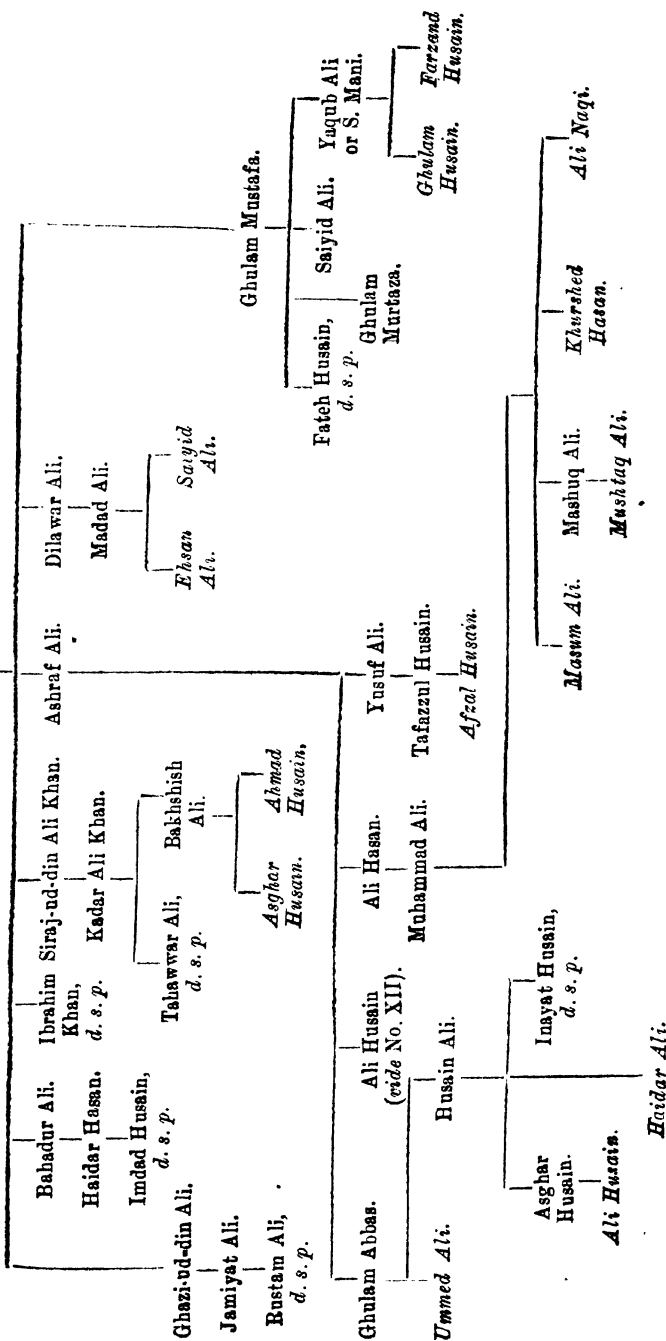 Bahadur Ali.
Ibrahim Khan,
d. s. p.
Siraj-ud-din Ali Khan.
Ashraf Ali.
Dilawar Ali.
Haidar Hasan.
Kadar Ali Khan.
Madad Ali.
Imdad Husain,
d. s. p.
Tahawwar Ali,
d. s. p.
Bakhshish
Ali.
Ehsan
Ali.
Saiyid
Ali.
Ghazi-ud-din Ali.
Jamiyat Ali.
Rustam Ali,
d. s. p.
Asghar
Husain.
Ahmad
Husain.
Ghulam Mustafa.
Fateh Husain,
d. s. p.
Saiyid Ali.
Yaqub Ali
or S. Mani.
Ghulam
Murtaza.
Ghulam
Husain.
Farzand
Husain.
Ghulam Abbas.
Ali Husain
(vide No. XII).
Ali Hasan.
Yusuf Ali.
Ummed Ali.
Husain Ali.
Muhammad Ali.
Tafazzul Husain.
Afzal Husain.
Asghar
Husain.
Inayat Husain,
d. s. p.
Ali Husain.
Haidar Ali.
Masum Ali.
Mashuq Ali.
Khurshed
Hasan.
Ali Naqi.
Mushtaq Ali.